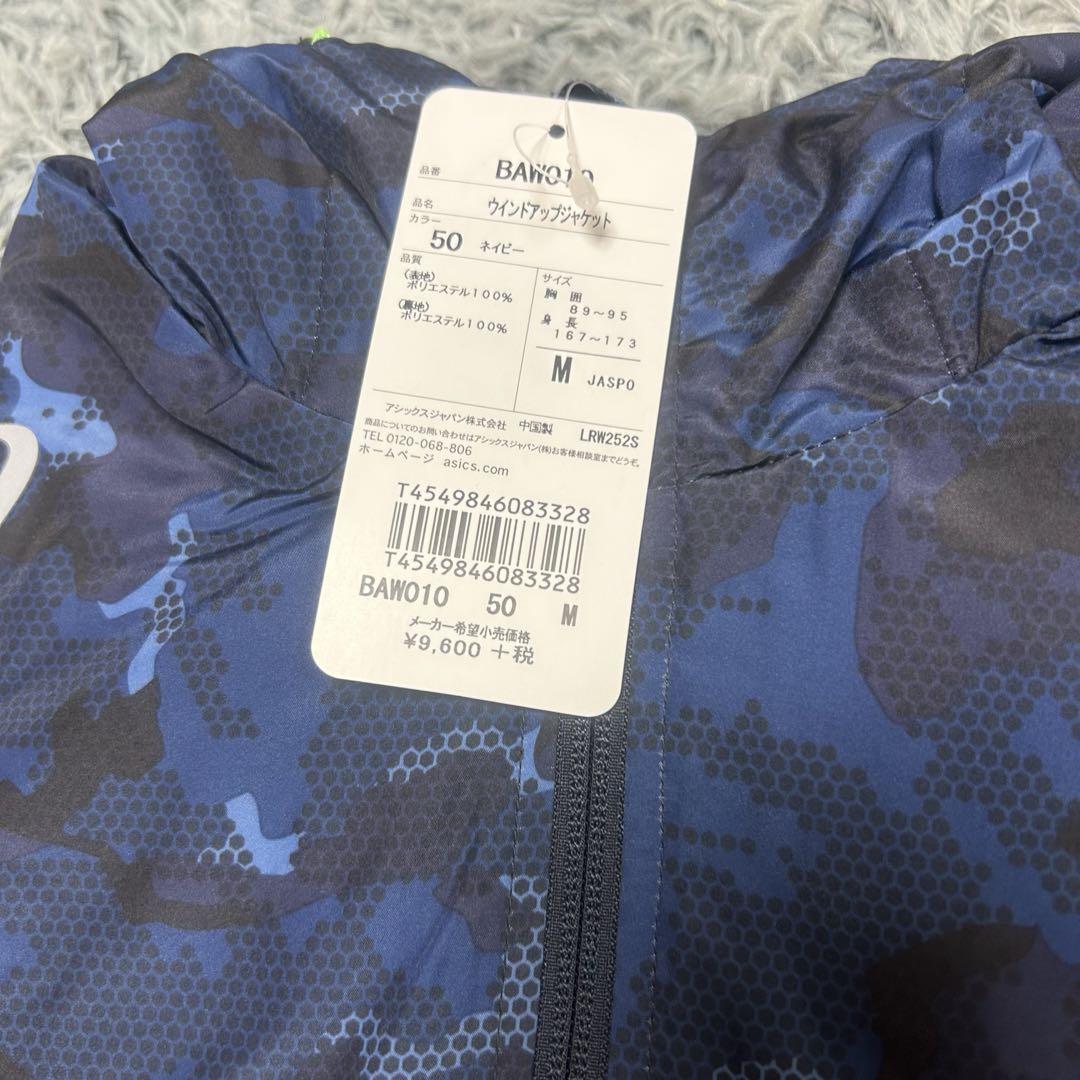 品番 BAW010
品名 ウインドアップジャケット
カラー
50 ネイビー
品質
(表地)
ポリエステル100%
(裏地)
ポリエステル100%
サイズ
胸 囲
89～95
身 長
167～173
M JASPO
アシックスジャパン株式会社 中国製 LRW252S
商品についてのお問い合わせはアシックスジャパン(株)お客様相談室までどうぞ。
TEL 0120-068-806
ホームページ asics.com
T4549846083328
T4549846083328
BAW010 50 M
メーカー希望小売価格
¥9,600 +税